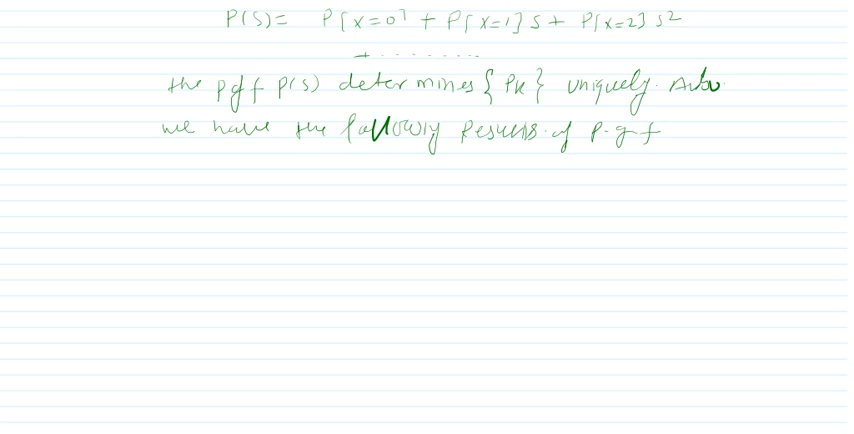 P(S) = P[X=0] + P[X=1] S + P[X=2] S²
+ ........
the pgf P(S) determines {Pk} uniquely. Also
we have the following Results of P.g.f